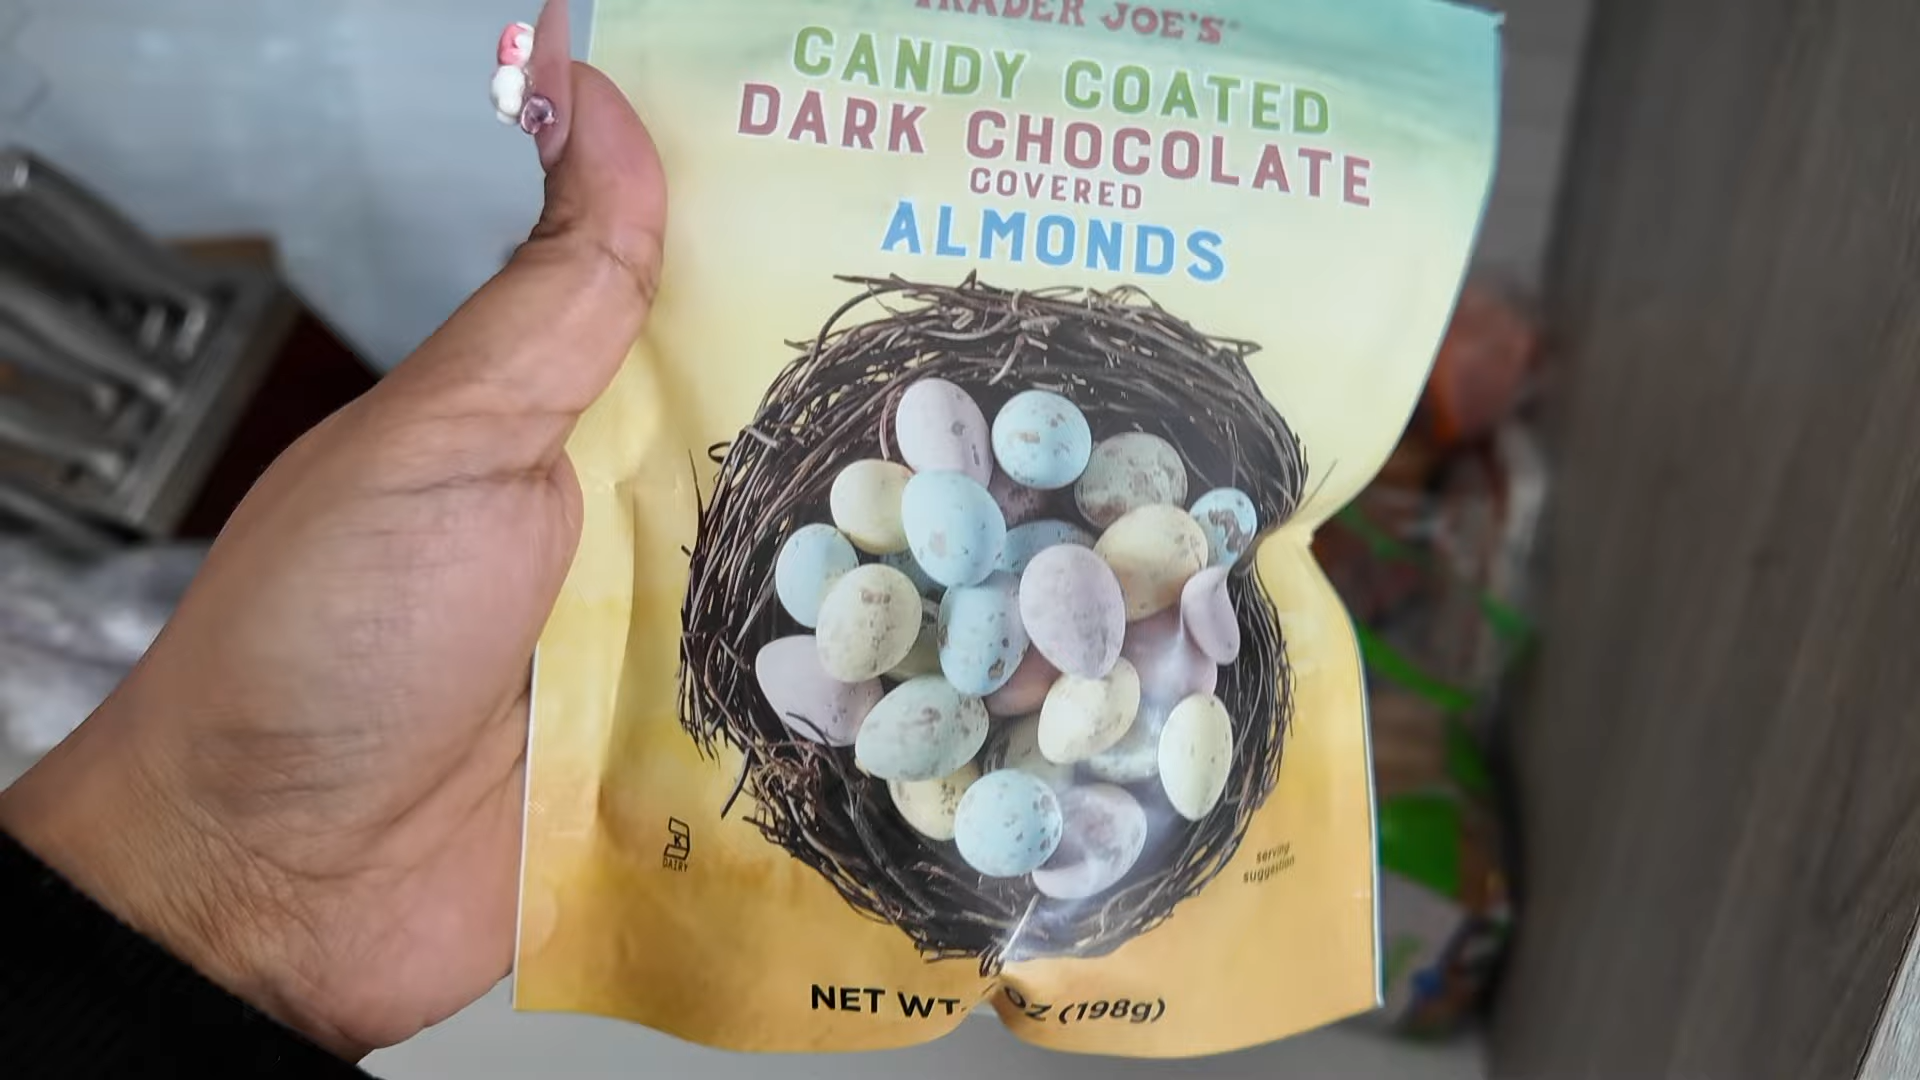 TRADER JOE'S
CANDY COATED
DARK CHOCOLATE
COVERED
ALMONDS
DAIRY
serving
suggestion
NET WT. OZ (198g)